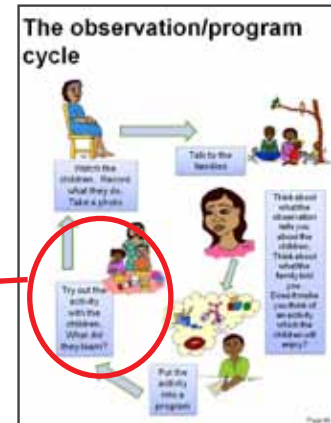 The observation/program
cycle
Watch the
children. Record
what they do.
Take a photo
Talk to the
families
Think about
what the
observation
tells you
about the
children.
Think about
what the
family told
you.
Does it make
you think of
an activity
which the
children will
enjoy?
Put the
activity
into a
program
Try out the
activity
with the
children.
What do
they learn?